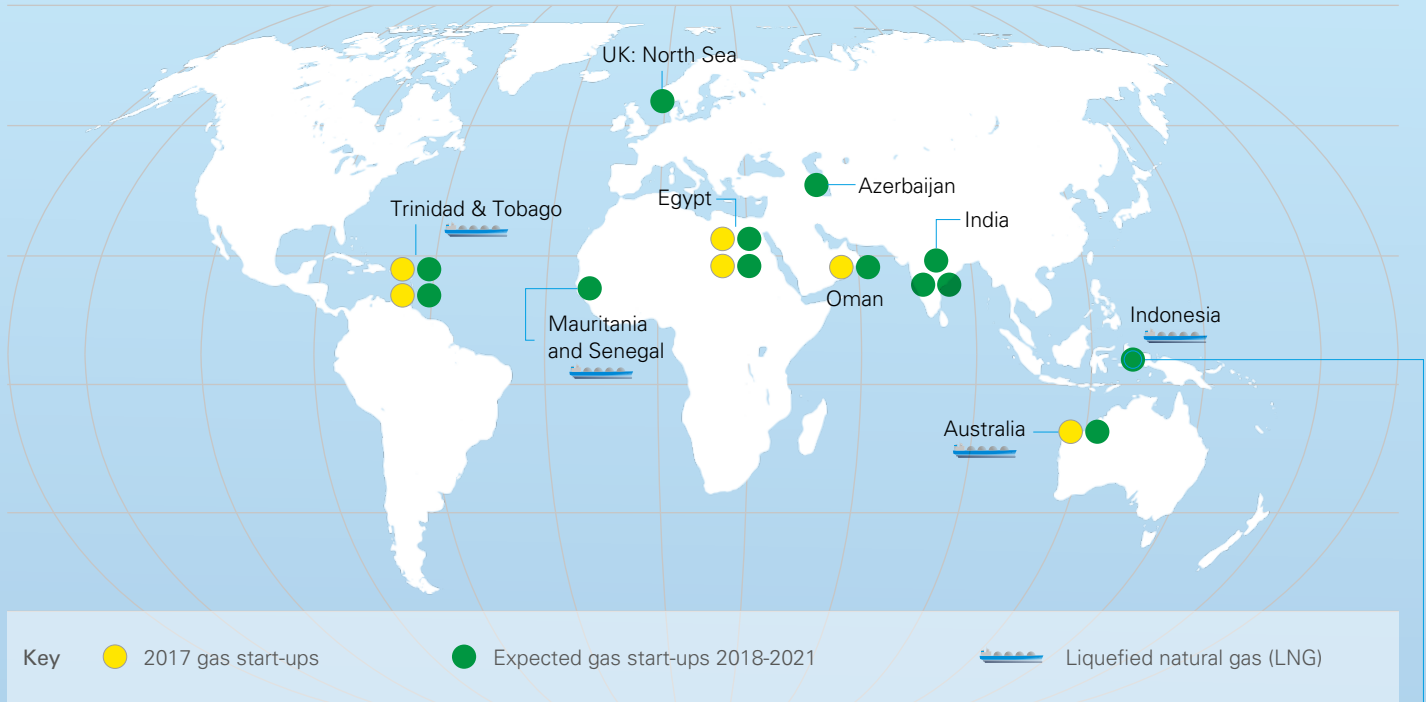 UK: North Sea
Azerbaijan
Egypt
Trinidad & Tobago
India
Oman
Mauritania
and Senegal
Indonesia
Australia
Key
2017 gas start-ups
Expected gas start-ups 2018-2021
Liquefied natural gas (LNG)